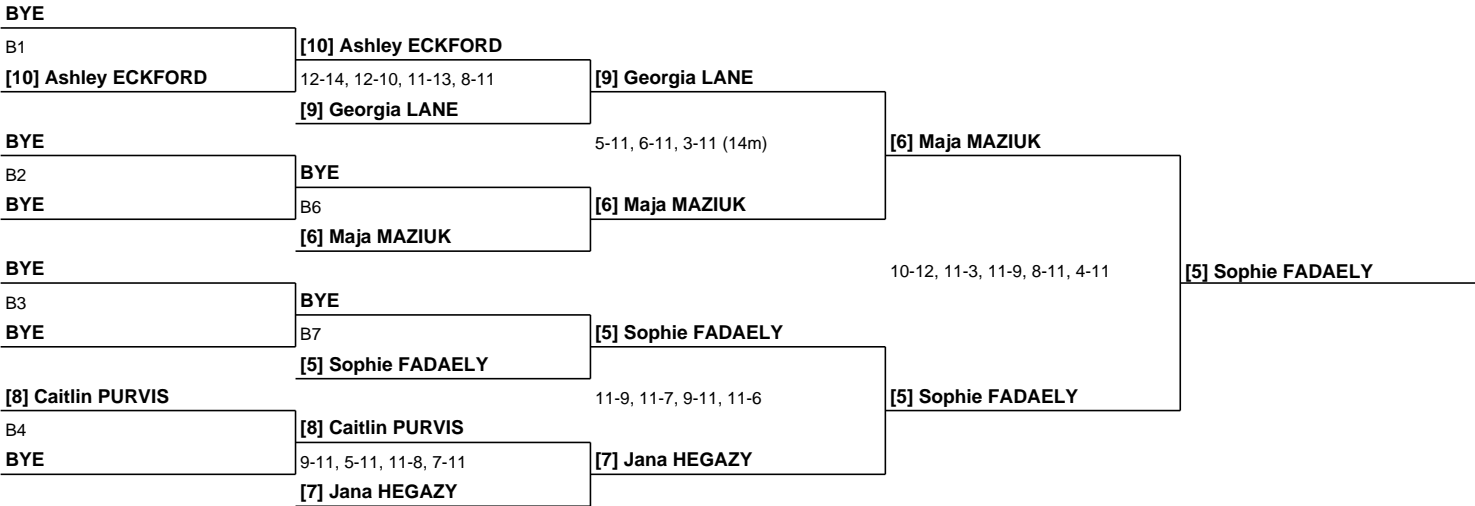 BYE
B1
[10] Ashley ECKFORD
[10] Ashley ECKFORD
12-14, 12-10, 11-13, 8-11
[9] Georgia LANE
[9] Georgia LANE
BYE
5-11, 6-11, 3-11 (14m)
[6] Maja MAZIUK
B2
BYE
BYE
B6
[6] Maja MAZIUK
[6] Maja MAZIUK
BYE
10-12, 11-3, 11-9, 8-11, 4-11
[5] Sophie FADAELY
B3
BYE
BYE
B7
[5] Sophie FADAELY
[5] Sophie FADAELY
[8] Caitlin PURVIS
11-9, 11-7, 9-11, 11-6
[5] Sophie FADAELY
B4
[8] Caitlin PURVIS
BYE
9-11, 5-11, 11-8, 7-11
[7] Jana HEGAZY
[7] Jana HEGAZY